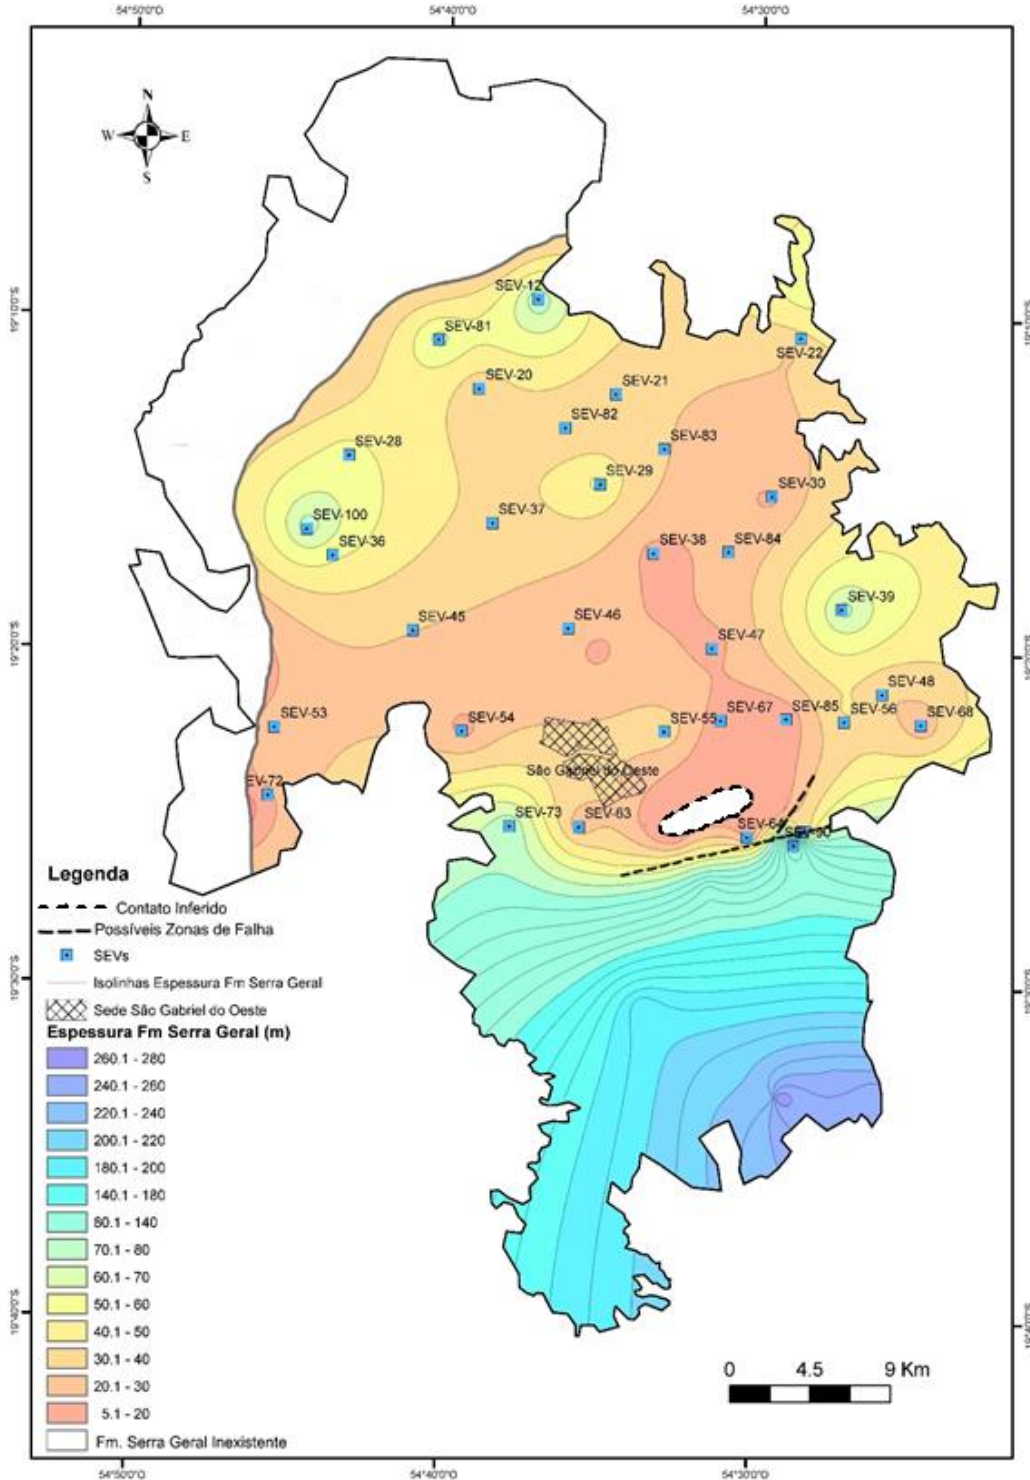 54°50'0"O
54°40'0"O
54°30'0"O
N
W
E
S
SEV-12
19°10'0"S
SEV-81
SEV-22
SEV-20
SEV-21
SEV-82
SEV-83
SEV-28
SEV-29
SEV-30
SEV-100
SEV-37
SEV-36
SEV-38
SEV-84
SEV-39
SEV-45
SEV-46
SEV-47
SEV-48
SEV-53
SEV-54
SEV-55
SEV-67
SEV-85
SEV-56
SEV-68
São Gabriel do Oeste
EV-72
SEV-73
SEV-63
SEV-64
Legenda
Contato Inferido
Possíveis Zonas de Falha
SEVs
Isolinhas Espessura Fm Serra Geral
Sede São Gabriel do Oeste
Espessura Fm Serra Geral (m)
260.1 - 280
240.1 - 260
220.1 - 240
200.1 - 220
180.1 - 200
140.1 - 180
80.1 - 140
70.1 - 80
60.1 - 70
50.1 - 60
40.1 - 50
30.1 - 40
20.1 - 30
5.1 - 20
Fm. Serra Geral Inexistente
0 4.5 9 Km
54°50'0"O
54°40'0"O
54°30'0"O